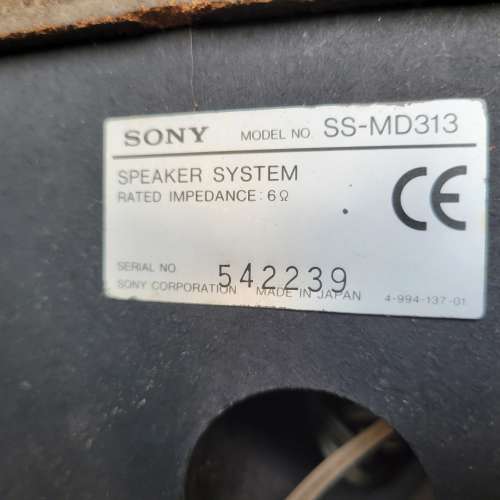 SONY MODEL NO. SS-MD313
SPEAKER SYSTEM
RATED IMPEDANCE : 6Ω
CE
SERIAL NO. 542239
SONY CORPORATION MADE IN JAPAN 4-994-137-01